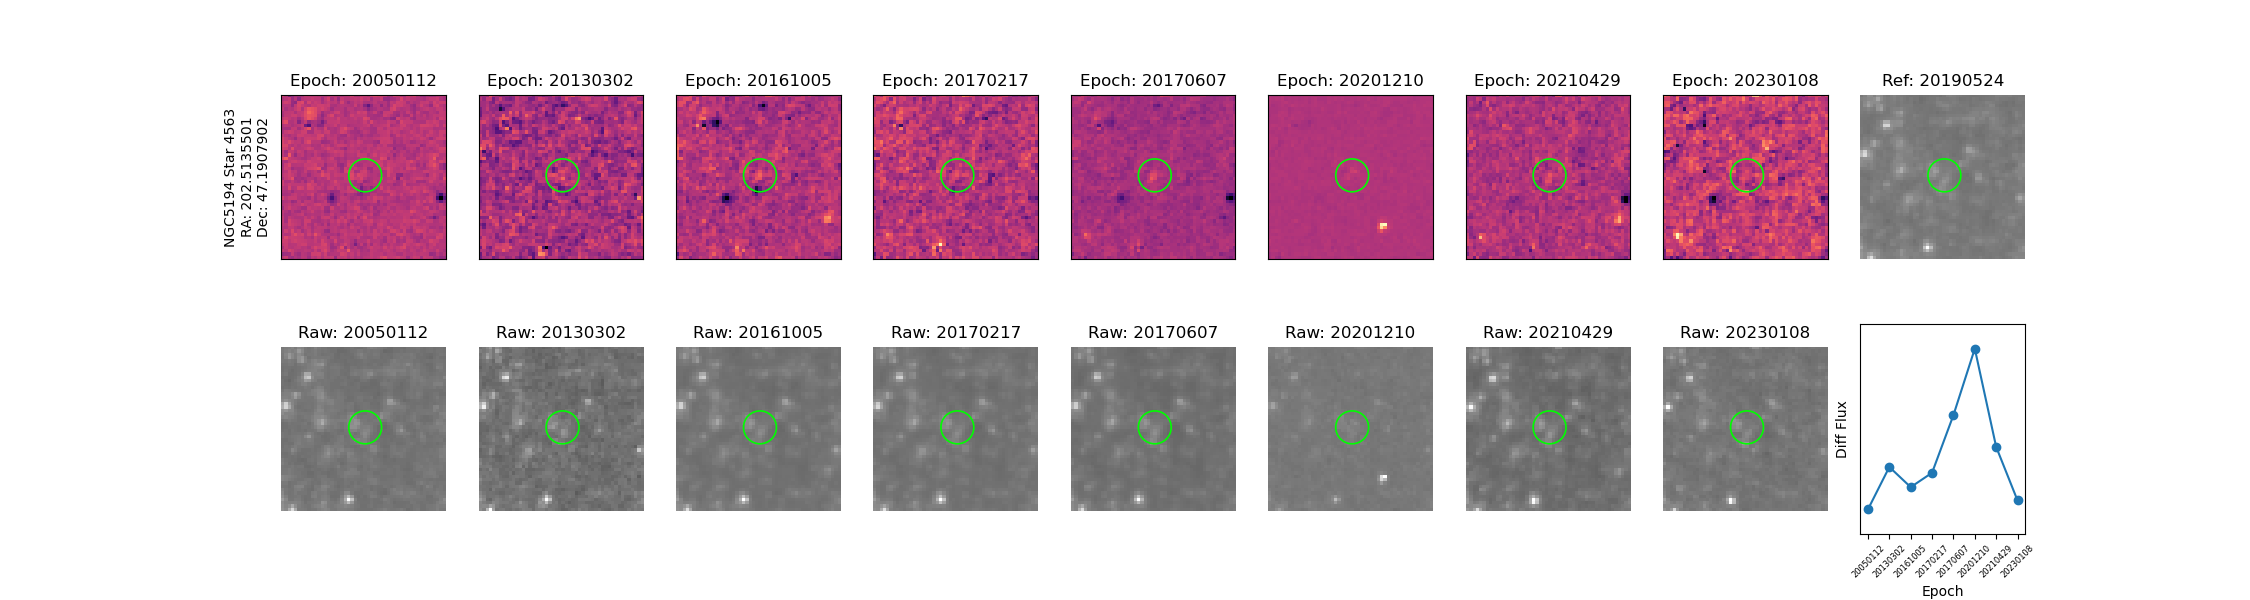 NGC5194 Star 4563
RA: 202.5135501
Dec: 47.1907902
Epoch: 20050112
Epoch: 20130302
Epoch: 20161005
Epoch: 20170217
Epoch: 20170607
Epoch: 20201210
Epoch: 20210429
Epoch: 20230108
Ref: 20190524
Raw: 20050112
Raw: 20130302
Raw: 20161005
Raw: 20170217
Raw: 20170607
Raw: 20201210
Raw: 20210429
Raw: 20230108
Diff Flux
20050112
20130302
20161005
20170217
20170607
20201210
20210429
20230108
Epoch